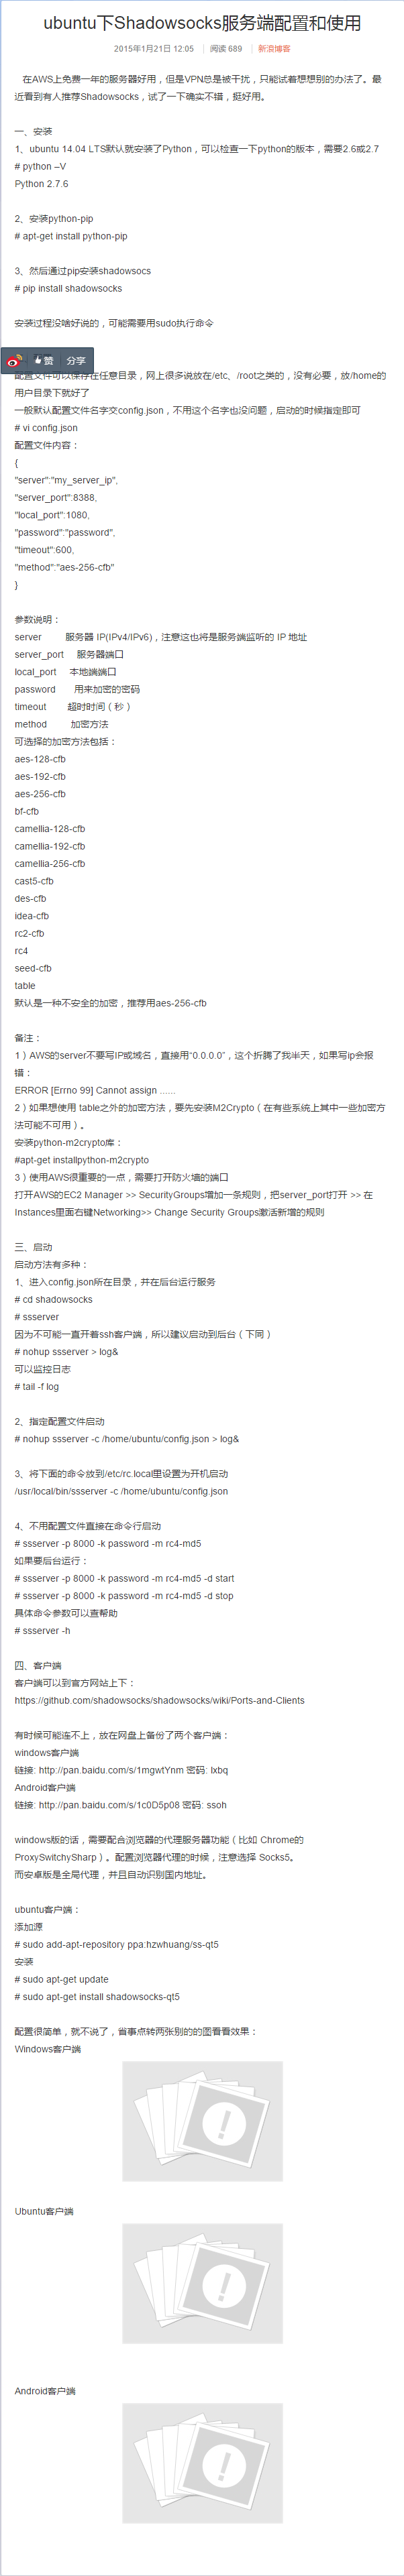 ubuntu下Shadowsocks服务端配置和使用
2015年1月21日 12:05 | 阅读 689 | 新浪博客
在AWS上免费一年的服务器好用，但是VPN总是被干扰，只能试着想想别的办法了。最
近看到有人推荐Shadowsocks，试了一下确实不错，挺好用。
一、安装
1、ubuntu 14.04 LTS默认就安装了Python，可以检查一下python的版本，需要2.6或2.7
# python –V
Python 2.7.6
2、安装python-pip
# apt-get install python-pip
3、然后通过pip安装shadowsocs
# pip install shadowsocks
安装过程没啥好说的，可能需要用sudo执行命令
赞 分享
配置文件可以保存在任意目录，网上很多说放在/etc、/root之类的，没有必要，放/home的
用户目录下就好了
一般默认配置文件名字交config.json，不用这个名字也没问题，启动的时候指定即可
# vi config.json
配置文件内容：
{
"server":"my_server_ip",
"server_port":8388,
"local_port":1080,
"password":"password",
"timeout":600,
"method":"aes-256-cfb"
}
参数说明：
server 服务器 IP(IPv4/IPv6)，注意这也将是服务端监听的 IP 地址
server_port 服务器端口
local_port 本地端端口
password 用来加密的密码
timeout 超时时间（秒）
method 加密方法
可选择的加密方法包括：
aes-128-cfb
aes-192-cfb
aes-256-cfb
bf-cfb
camellia-128-cfb
camellia-192-cfb
camellia-256-cfb
cast5-cfb
des-cfb
idea-cfb
rc2-cfb
rc4
seed-cfb
table
默认是一种不安全的加密，推荐用aes-256-cfb
备注：
1）AWS的server不要写IP或域名，直接用“0.0.0.0”，这个折腾了我半天，如果写ip会报
错：
ERROR [Errno 99] Cannot assign ……
2）如果想使用 table之外的加密方法，要先安装M2Crypto（在有些系统上其中一些加密方
法可能不可用）。
安装python-m2crypto库：
#apt-get installpython-m2crypto
3）使用AWS很重要的一点，需要打开防火墙的端口
打开AWS的EC2 Manager >> SecurityGroups增加一条规则，把server_port打开 >> 在
Instances里面右键Networking>> Change Security Groups激活新增的规则
三、启动
启动方法有多种：
1、进入config.json所在目录，并在后台运行服务
# cd shadowsocks
# ssserver
因为不可能一直开着ssh客户端，所以建议启动到后台（下同）
# nohup ssserver > log&
可以监控日志
# tail -f log
2、指定配置文件启动
# nohup ssserver -c /home/ubuntu/config.json > log&
3、将下面的命令放到/etc/rc.local里设置为开机启动
/usr/local/bin/ssserver -c /home/ubuntu/config.json
4、不用配置文件直接在命令行启动
# ssserver -p 8000 -k password -m rc4-md5
如果要后台运行：
# ssserver -p 8000 -k password -m rc4-md5 -d start
# ssserver -p 8000 -k password -m rc4-md5 -d stop
具体命令参数可以查帮助
# ssserver -h
四、客户端
客户端可以到官方网站上下：
https://github.com/shadowsocks/shadowsocks/wiki/Ports-and-Clients
有时候可能连不上，放在网盘上备份了两个客户端：
windows客户端
链接: http://pan.baidu.com/s/1mgwtYnm 密码: lxbq
Android客户端
链接: http://pan.baidu.com/s/1c0D5p08 密码: ssoh
windows版的话，需要配合浏览器的代理服务器功能（比如 Chrome的
ProxySwitchySharp）。配置浏览器代理的时候，注意选择 Socks5。
而安卓版是全局代理，并且自动识别国内地址。
ubuntu客户端：
添加源
# sudo add-apt-repository ppa:hzwhuang/ss-qt5
安装
# sudo apt-get update
# sudo apt-get install shadowsocks-qt5
配置很简单，就不说了，省事点转两张别的的图看看效果：
Windows客户端
Ubuntu客户端
Android客户端